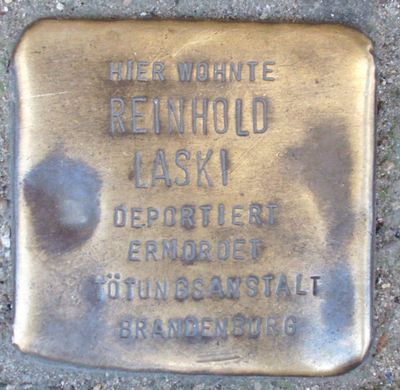 HIER WOHNTE
REINHOLD
LASKI
DEPORTIERT
ERMORDET
TÖTUNGSANSTALT
BRANDENBURG